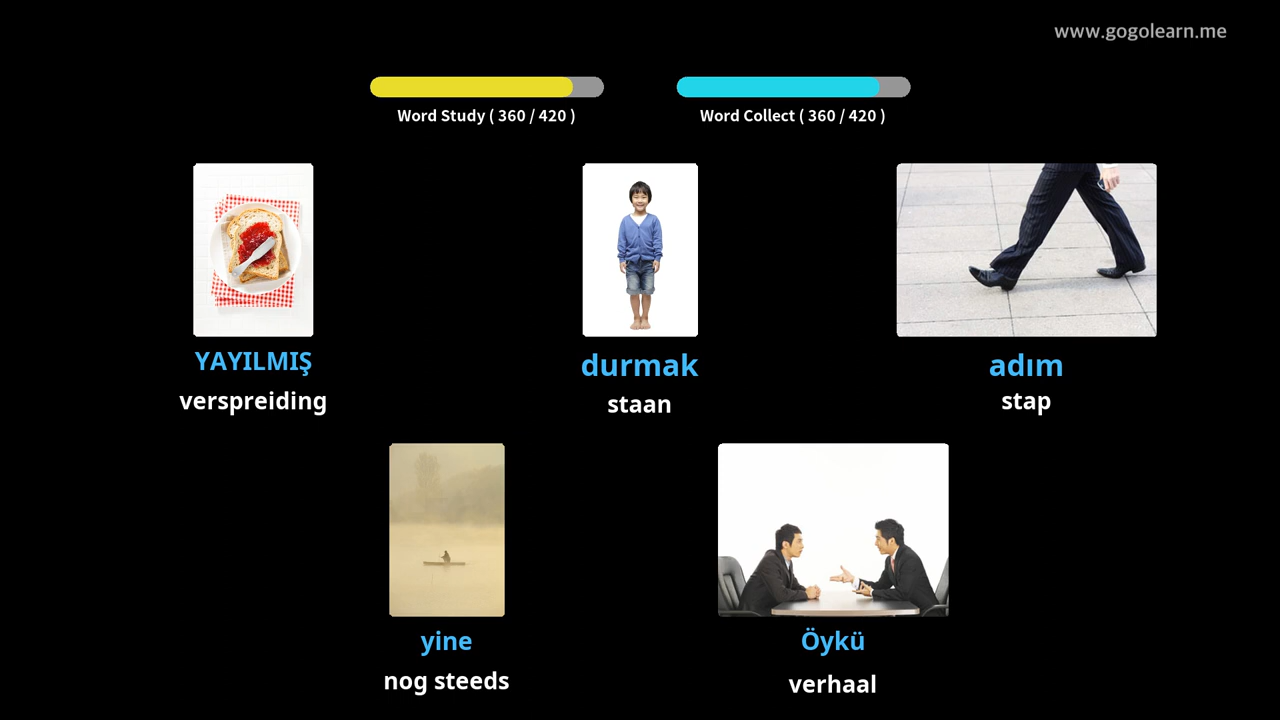 www.gogolearn.me
Word Study ( 360 / 420 )
Word Collect ( 360 / 420 )
YAYILMIŞ
verspreiding
durmak
staan
adım
stap
yine
nog steeds
Öykü
verhaal